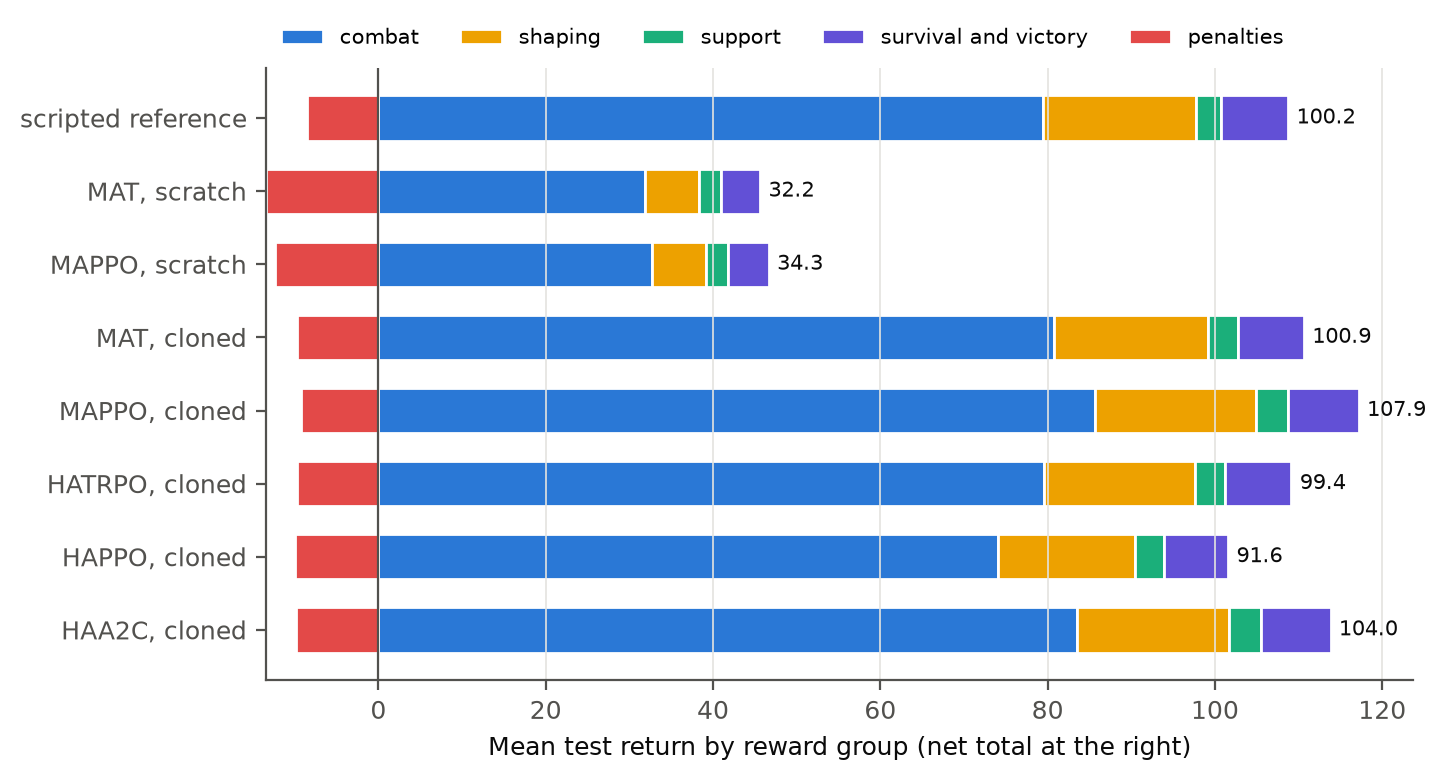 combat shaping support survival and victory penalties
scripted reference 100.2
MAT, scratch 32.2
MAPPO, scratch 34.3
MAT, cloned 100.9
MAPPO, cloned 107.9
HATRPO, cloned 99.4
HAPPO, cloned 91.6
HAA2C, cloned 104.0
0 20 40 60 80 100 120
Mean test return by reward group (net total at the right)